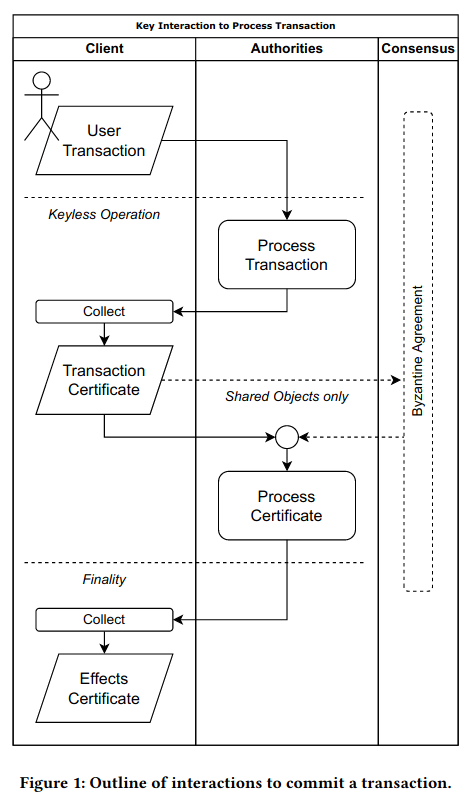 Key Interaction to Process Transaction
Client
Authorities
Consensus
User
Transaction
Keyless Operation
Process
Transaction
Collect
Transaction
Certificate
Shared Objects only
Byzantine Agreement
Process
Certificate
Finality
Collect
Effects
Certificate
Figure 1: Outline of interactions to commit a transaction.